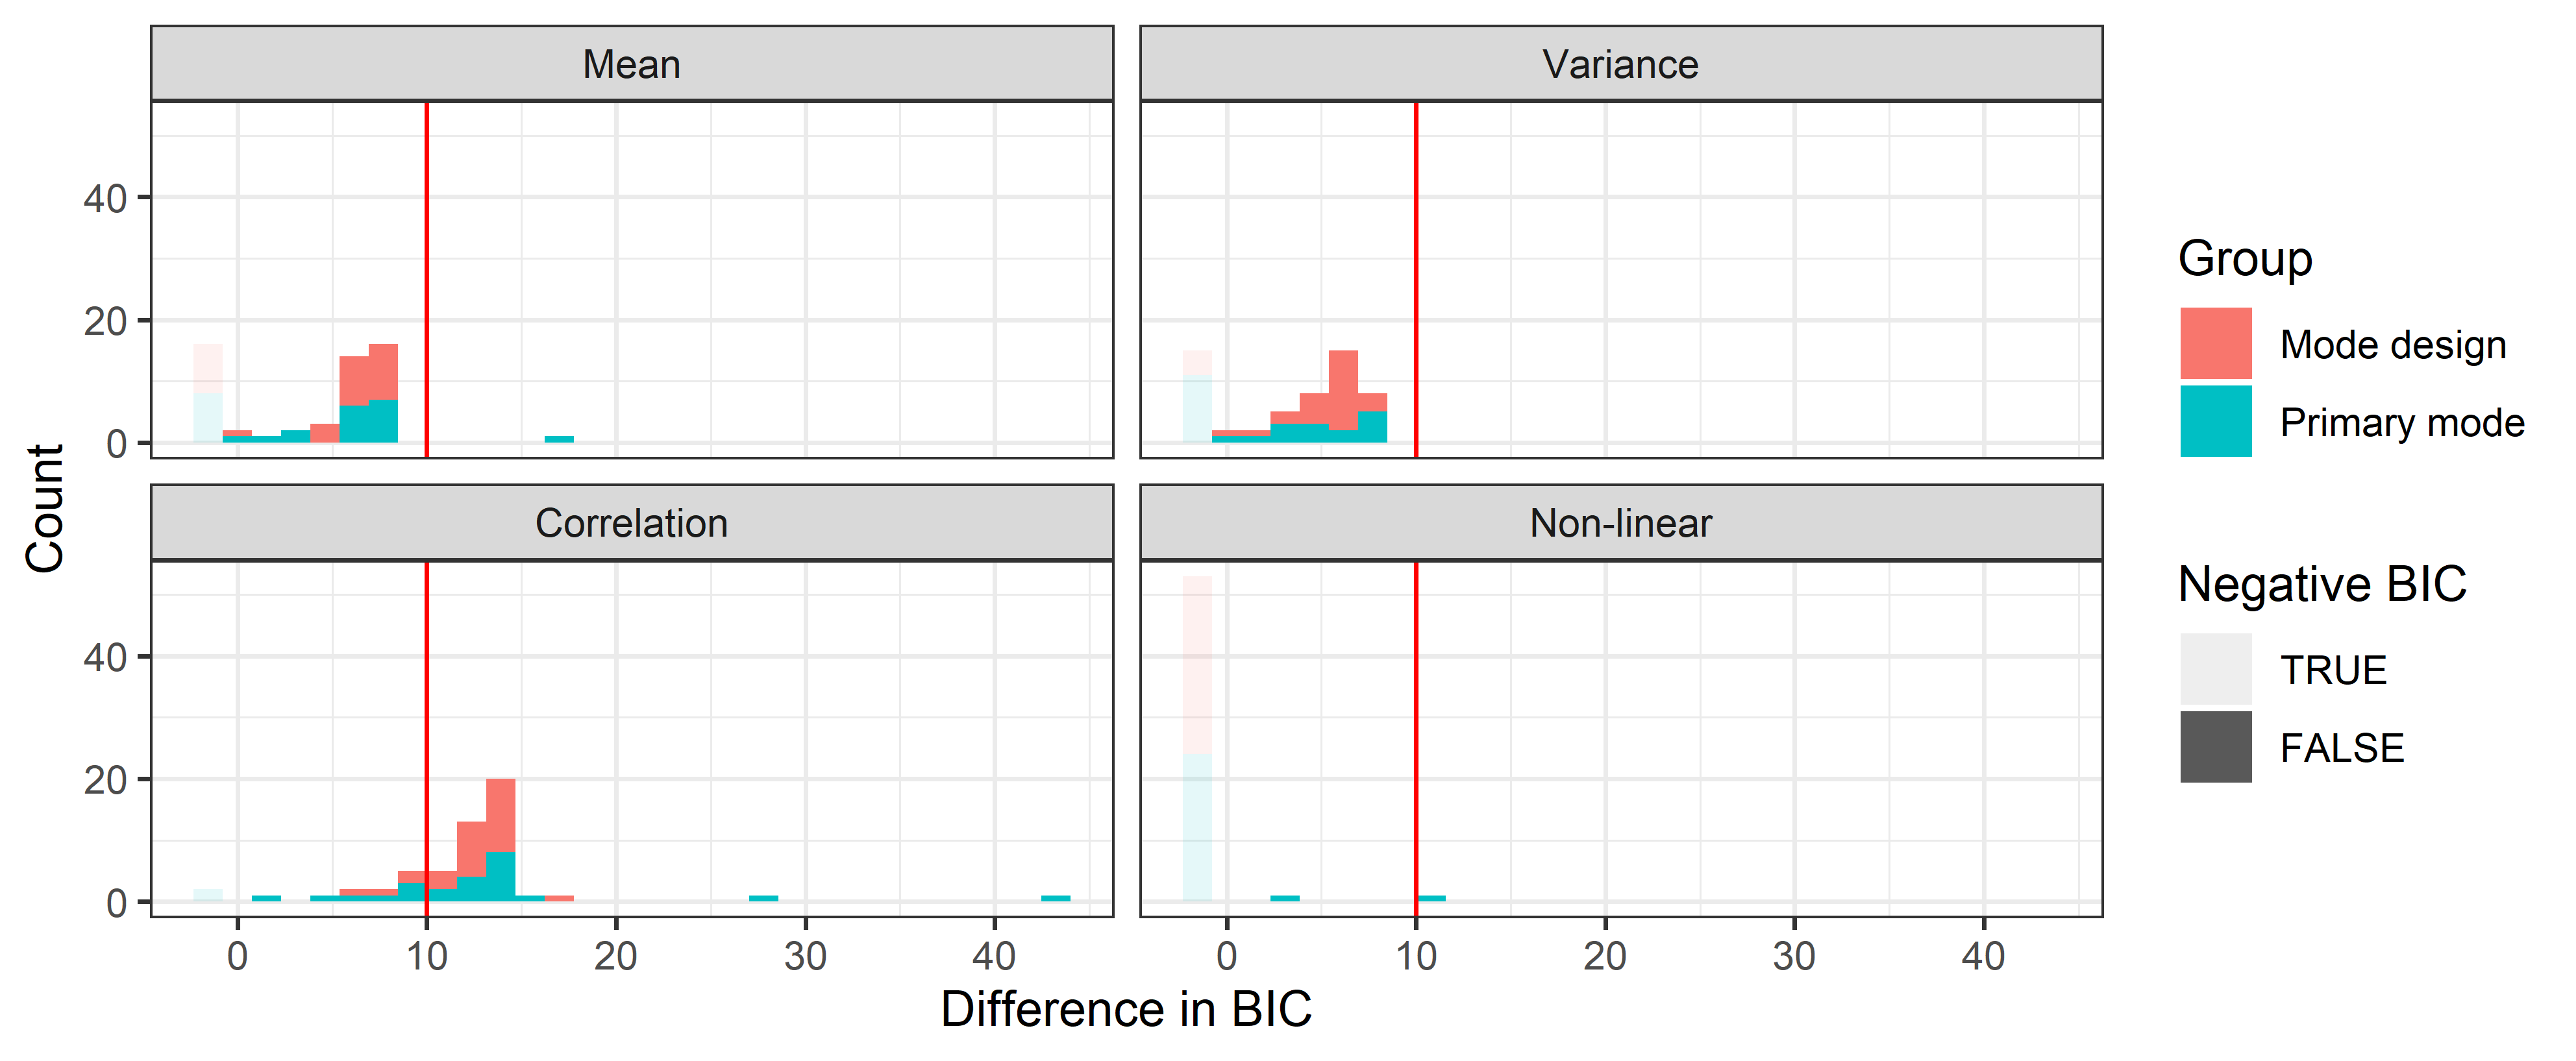 Mean
Variance
40
20
0
Correlation
Non-linear
40
20
0
0 10 20 30 40
0 10 20 30 40
Count
Difference in BIC
Group
Mode design
Primary mode
Negative BIC
TRUE
FALSE